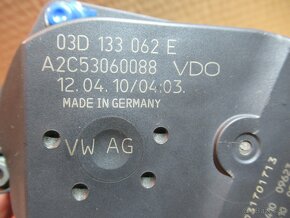 03D 133 062 E
A2C53060088 VDO
12.04.10/04:03.
MADE IN GERMANY
VW AG